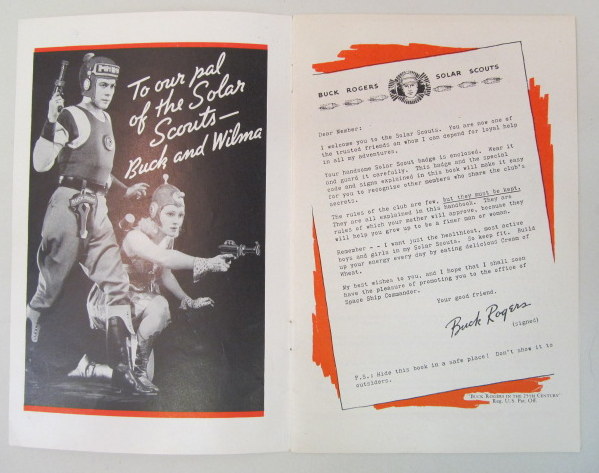 To our pal
of the Solar
Scouts—
Buck and Wilma
BUCK ROGERS SOLAR SCOUTS
Dear Member:
I welcome you to the Solar Scouts. You are now one of
the trusted friends on whom I can depend for loyal help
in all my adventures.
Your handsome Solar Scout badge is enclosed. Wear it
and guard it carefully. This badge and the special
code and signs explained in this book will make it easy
for you to recognize other members who share the club's
secrets.
The rules of the club are few, but they must be kept.
They are all explained in this handbook. They are
rules of which your mother will approve, because they
will help you grow up to be a finer man or woman.
Remember -- I want just the healthiest, most active
boys and girls in my Solar Scouts. So keep fit. Build
up your energy every day by eating delicious Cream of
Wheat.
My best wishes to you, and I hope that I shall soon
have the pleasure of promoting you to the office of
Space Ship Commander.
Your good friend,
Buck Rogers
(signed)
P.S.: Hide this book in a safe place! Don't show it to
outsiders.
"BUCK ROGERS IN THE 25TH CENTURY"
Reg. U. S. Pat. Off.